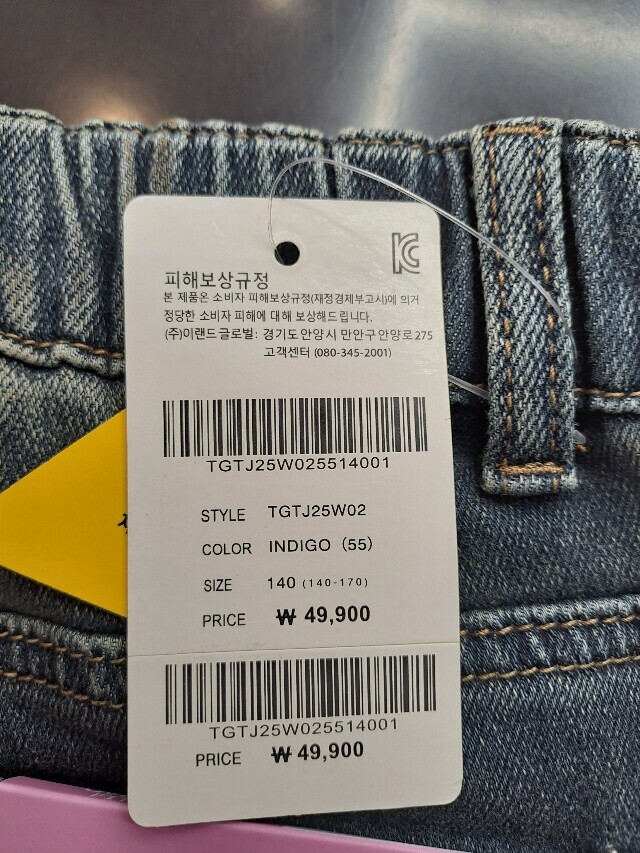 피해보상규정
본 제품은 소비자 피해보상규정(재정경제부고시)에 의거
정당한 소비자 피해에 대해 보상해드립니다.
(주)이랜드글로벌: 경기도안양시 만안구안양로275
고객센터 (080-345-2001)
TGTJ25W025514001
STYLE TGTJ25W02
COLOR INDIGO (55)
SIZE 140 (140-170)
PRICE ₩ 49,900
TGTJ25W025514001
PRICE ₩ 49,900